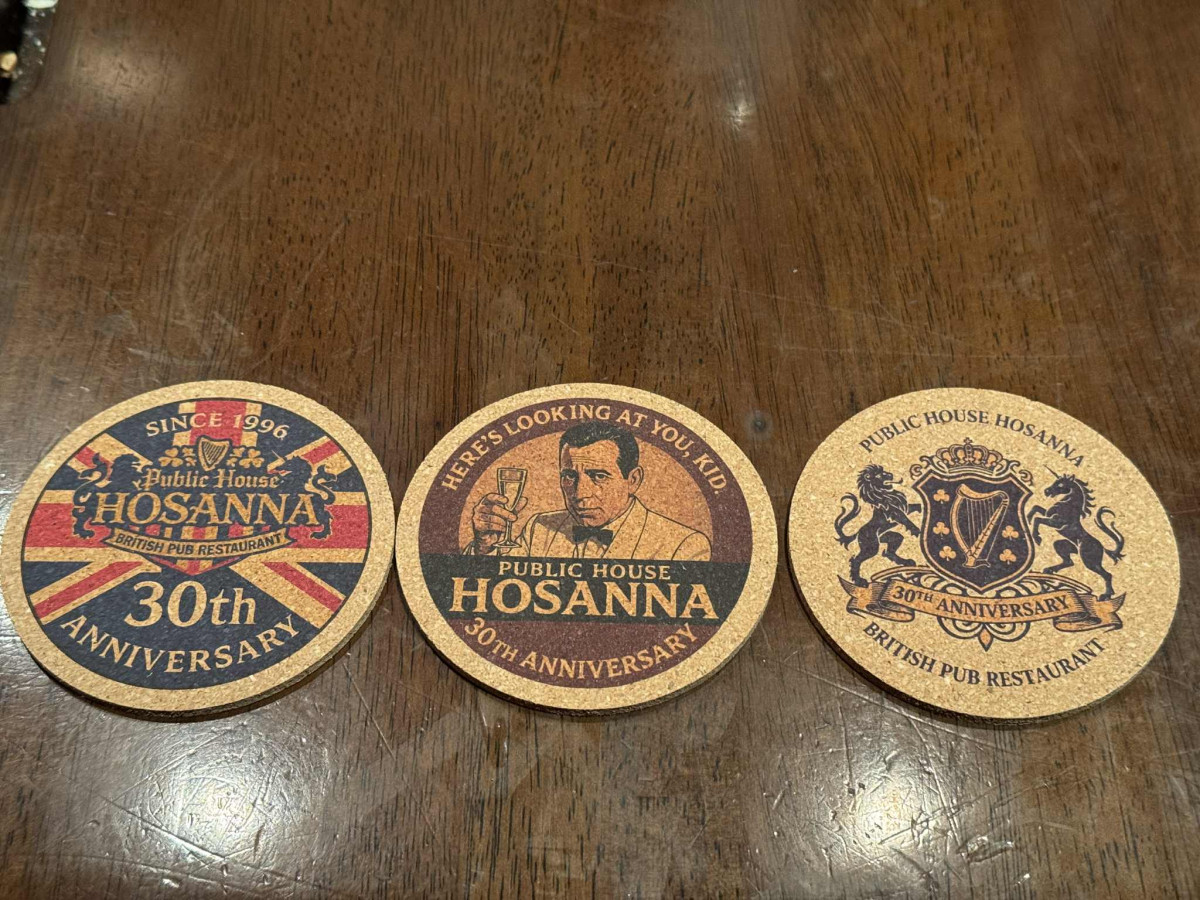 SINCE 1996
Public House
HOSANNA
BRITISH PUB RESTAURANT
30th
ANNIVERSARY
HERE'S LOOKING AT YOU, KID.
PUBLIC HOUSE
HOSANNA
30TH ANNIVERSARY
PUBLIC HOUSE HOSANNA
30TH ANNIVERSARY
BRITISH PUB RESTAURANT